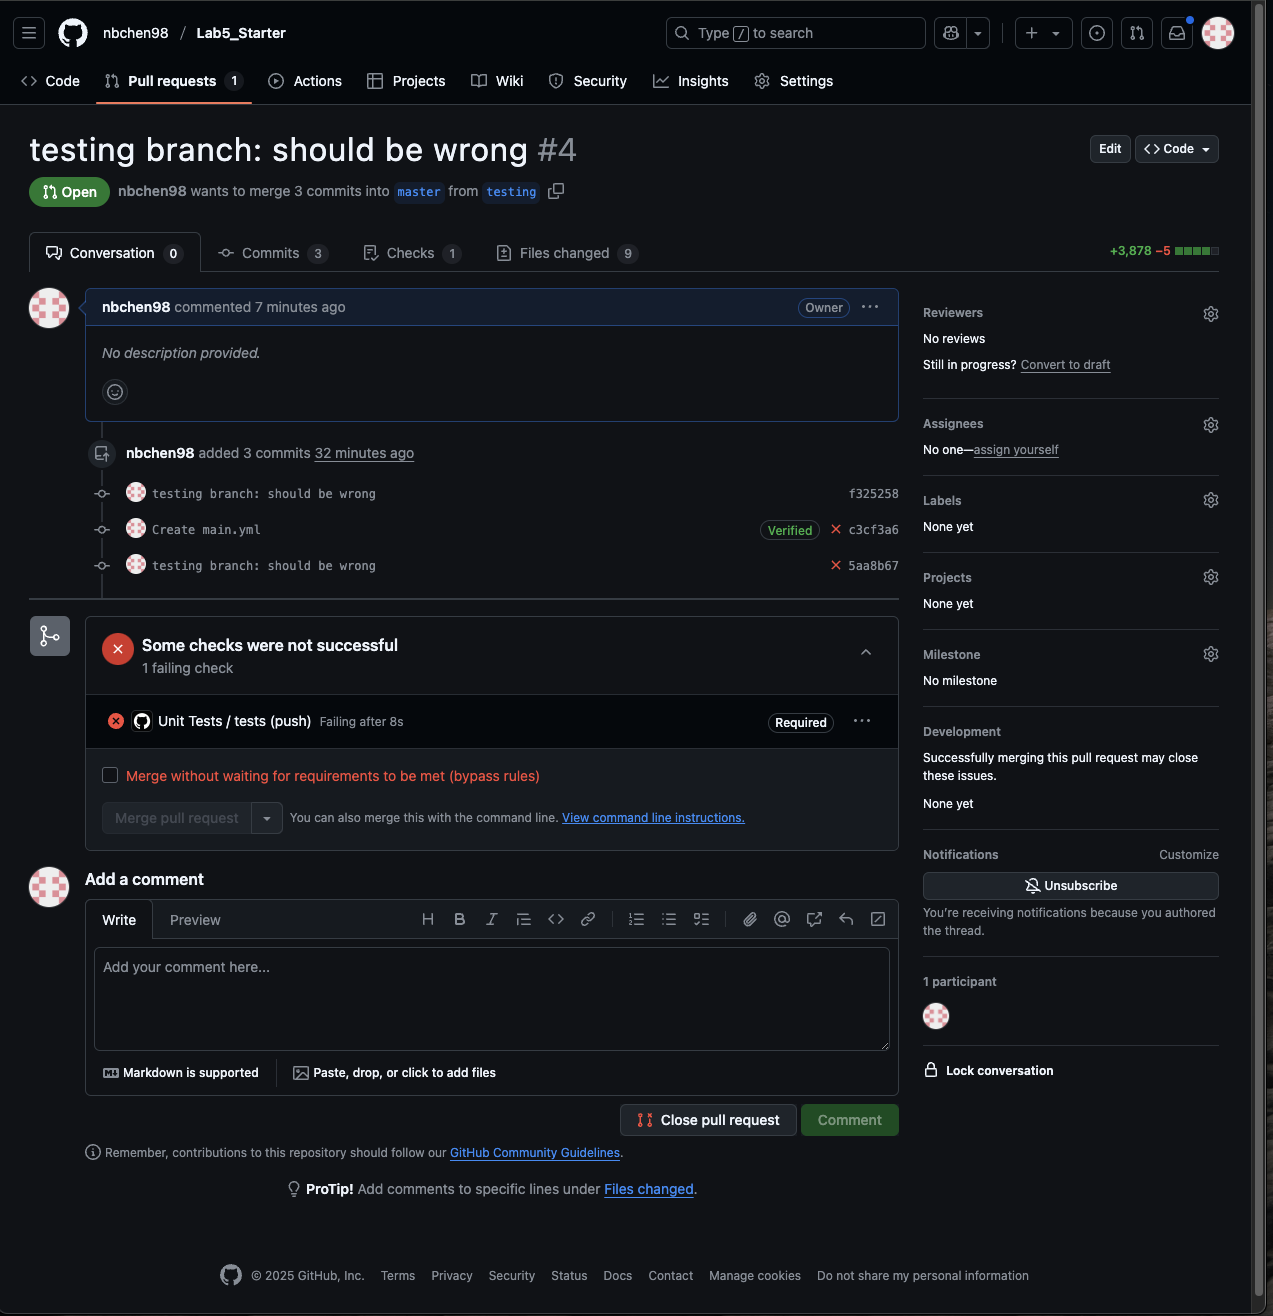 nbchen98 / Lab5_Starter
Type / to search
Code
Pull requests 1
Actions
Projects
Wiki
Security
Insights
Settings
testing branch: should be wrong #4
Edit
<> Code
Open
nbchen98 wants to merge 3 commits into master from testing
Conversation 0
Commits 3
Checks 1
Files changed 9
+3,878 −5
nbchen98 commented 7 minutes ago
Owner
No description provided.
nbchen98 added 3 commits 32 minutes ago
testing branch: should be wrong
f325258
Create main.yml
Verified
c3cf3a6
testing branch: should be wrong
5aa8b67
Some checks were not successful
1 failing check
Unit Tests / tests (push) Failing after 8s
Required
Merge without waiting for requirements to be met (bypass rules)
Merge pull request
You can also merge this with the command line. View command line instructions.
Add a comment
Write
Preview
Add your comment here...
Markdown is supported
Paste, drop, or click to add files
Close pull request
Comment
Remember, contributions to this repository should follow our GitHub Community Guidelines.
ProTip! Add comments to specific lines under Files changed.
Reviewers
No reviews
Still in progress? Convert to draft
Assignees
No one—assign yourself
Labels
None yet
Projects
None yet
Milestone
No milestone
Development
Successfully merging this pull request may close
these issues.
None yet
Notifications
Customize
Unsubscribe
You're receiving notifications because you authored
the thread.
1 participant
Lock conversation
© 2025 GitHub, Inc.
Terms
Privacy
Security
Status
Docs
Contact
Manage cookies
Do not share my personal information